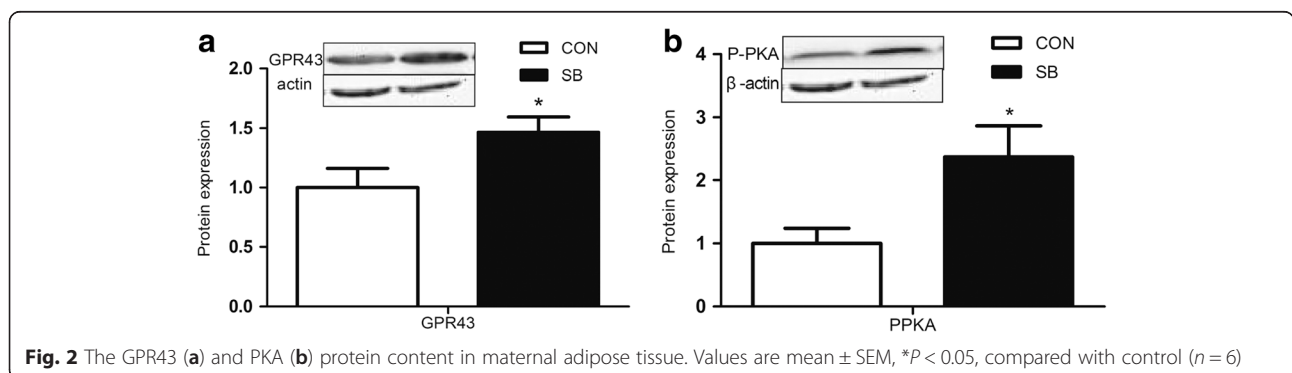 a
GPR43
actin
CON
SB
*
2.0
1.5
1.0
0.5
0.0
Protein expression
GPR43
b
P-PKA
β-actin
CON
SB
*
4
3
2
1
0
Protein expression
PPKA
Fig. 2 The GPR43 (a) and PKA (b) protein content in maternal adipose tissue. Values are mean ± SEM, *P < 0.05, compared with control (n = 6)